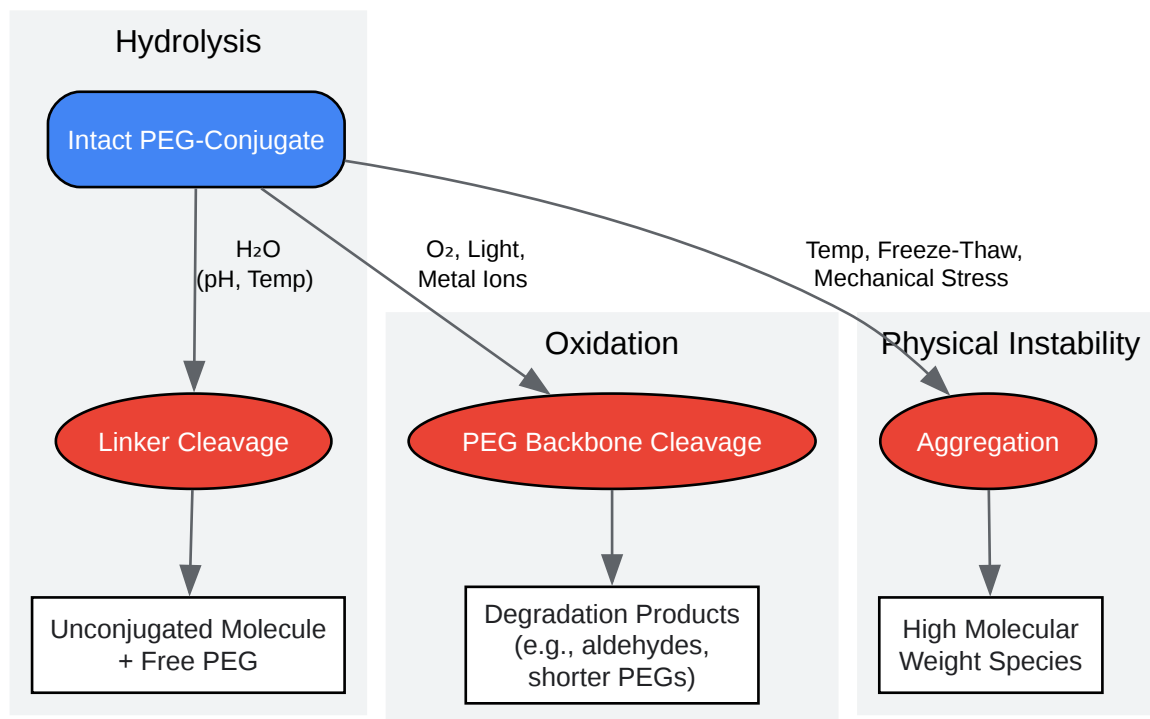 Hydrolysis
Intact PEG-Conjugate
H₂O
(pH, Temp)
O₂, Light,
Metal Ions
Temp, Freeze-Thaw,
Mechanical Stress
Oxidation
Physical Instability
Linker Cleavage
PEG Backbone Cleavage
Aggregation
Unconjugated Molecule
+ Free PEG
Degradation Products
(e.g., aldehydes,
shorter PEGs)
High Molecular
Weight Species